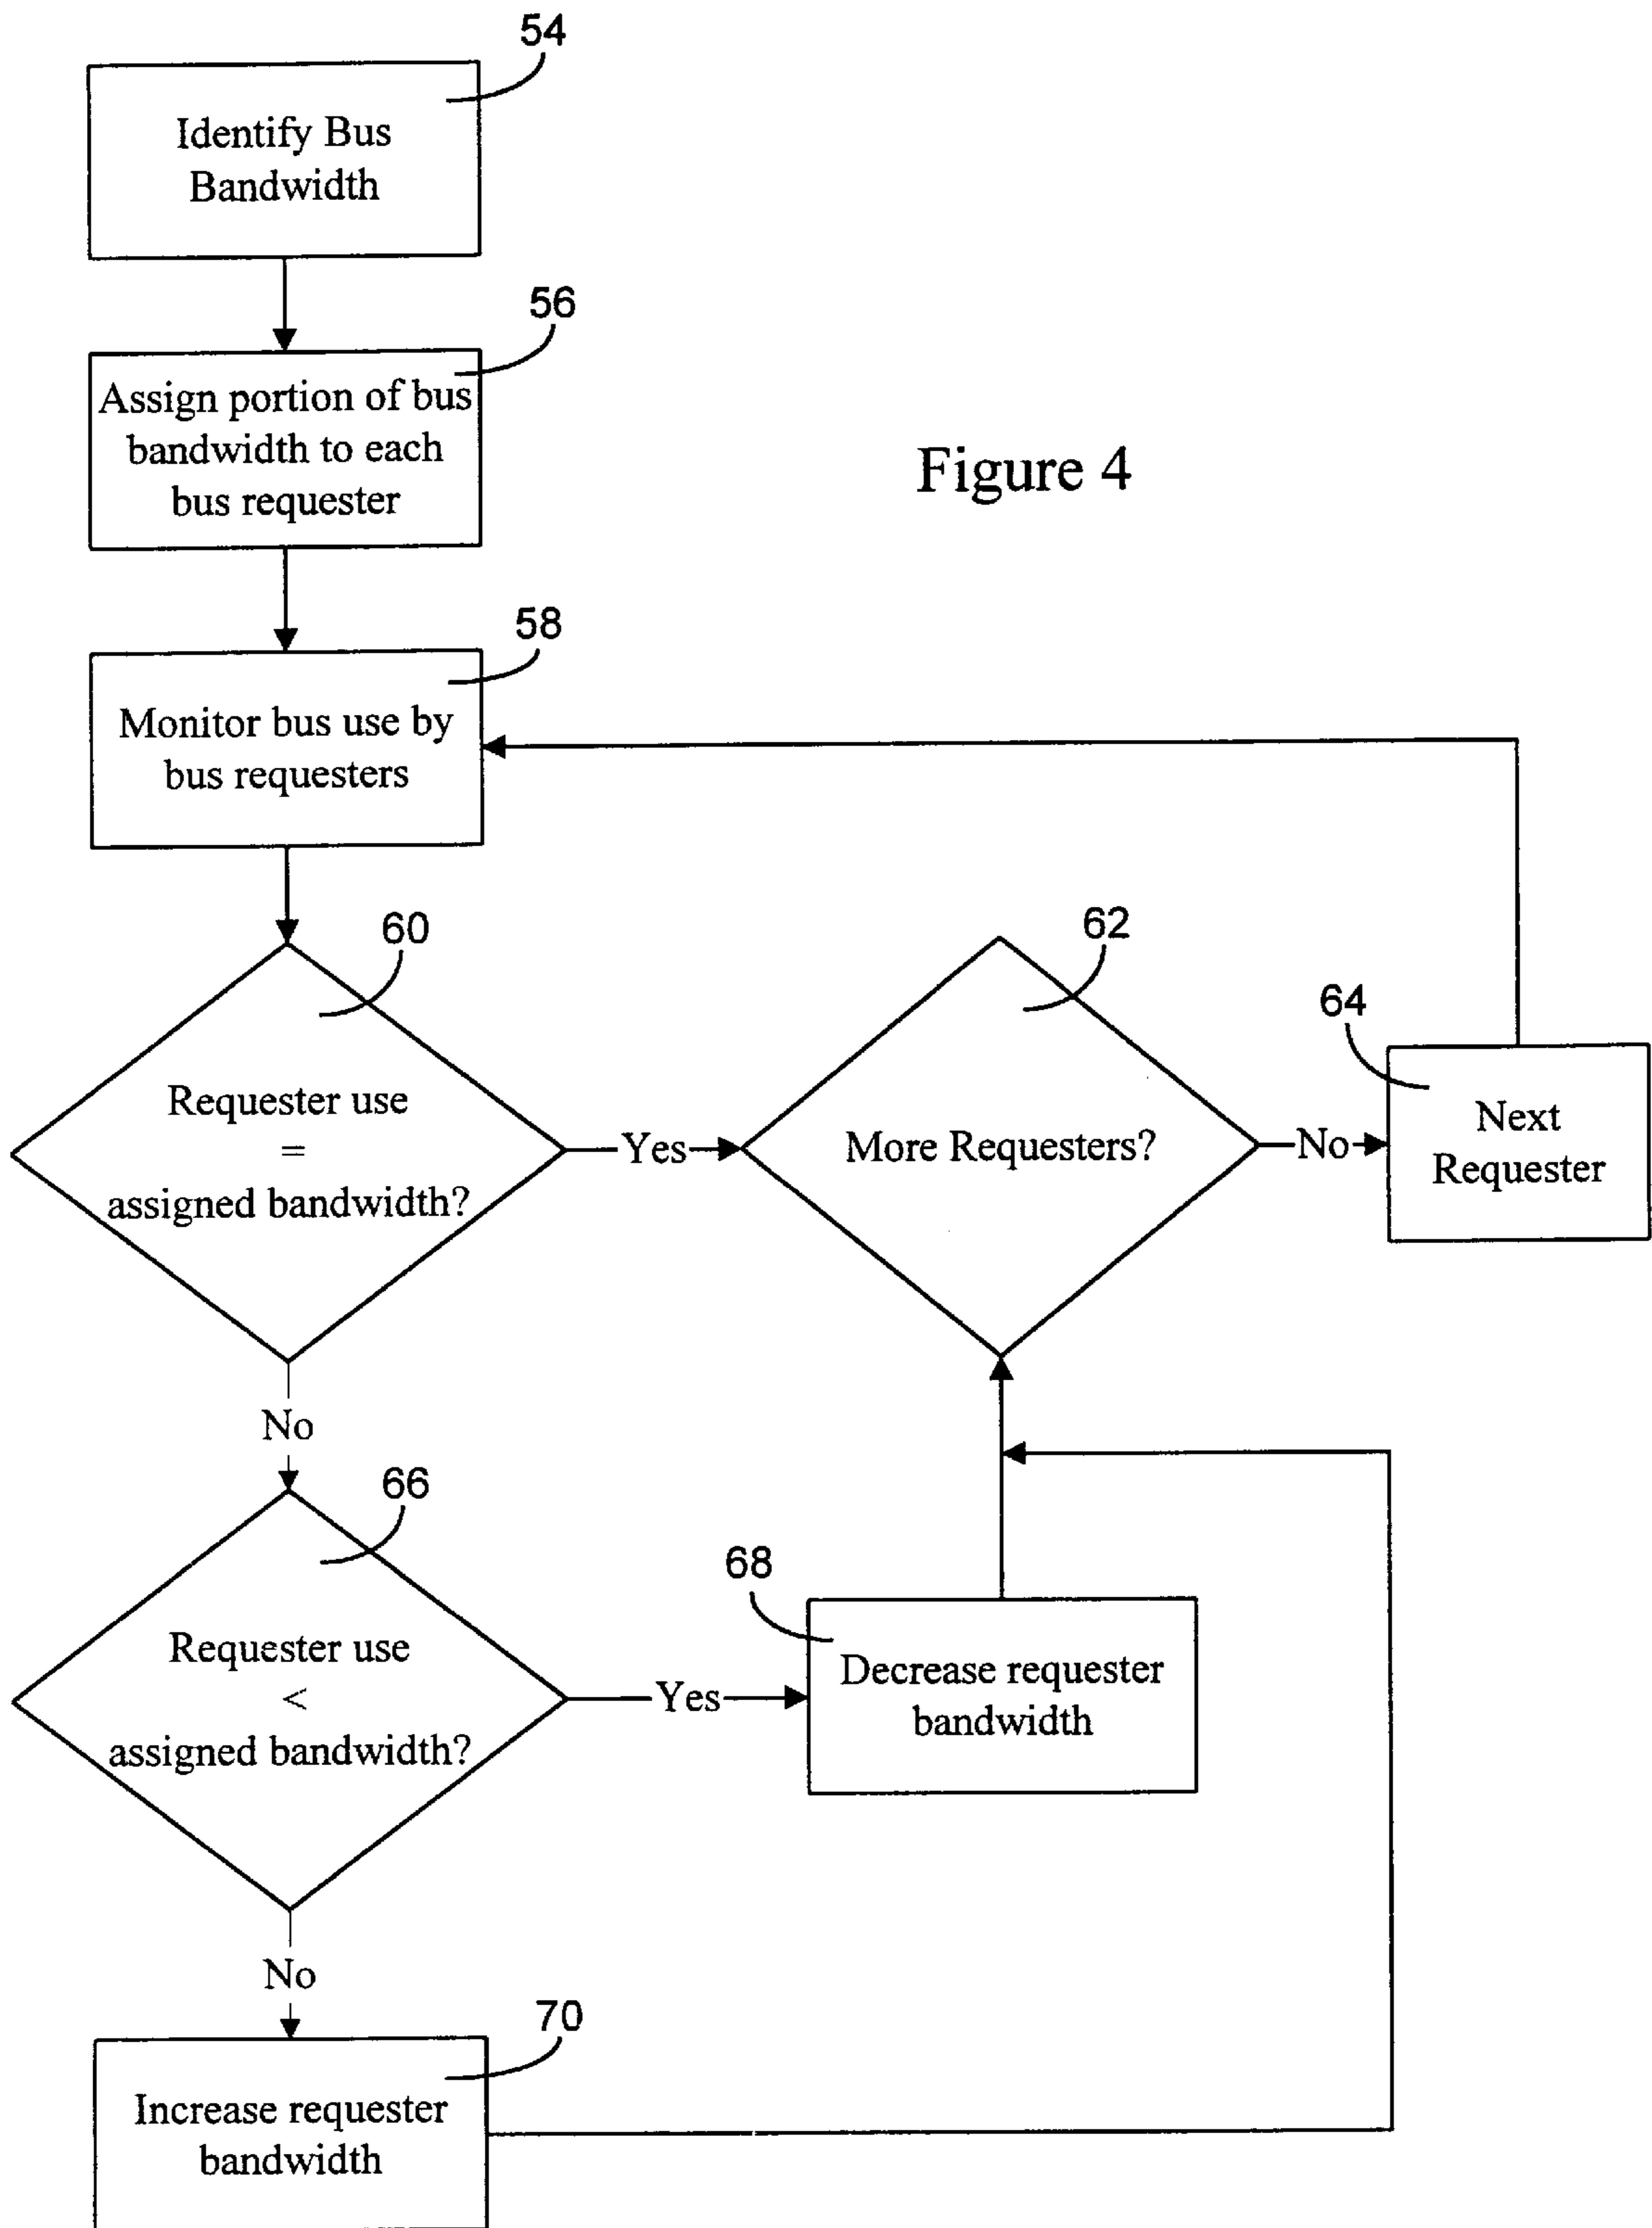 54
Identify Bus
Bandwidth
56
Assign portion of bus
bandwidth to each
bus requester
Figure 4
58
Monitor bus use by
bus requesters
60
Requester use
=
assigned bandwidth?
Yes
62
More Requesters?
No
64
Next
Requester
No
66
Requester use
<
assigned bandwidth?
Yes
68
Decrease requester
bandwidth
No
70
Increase requester
bandwidth